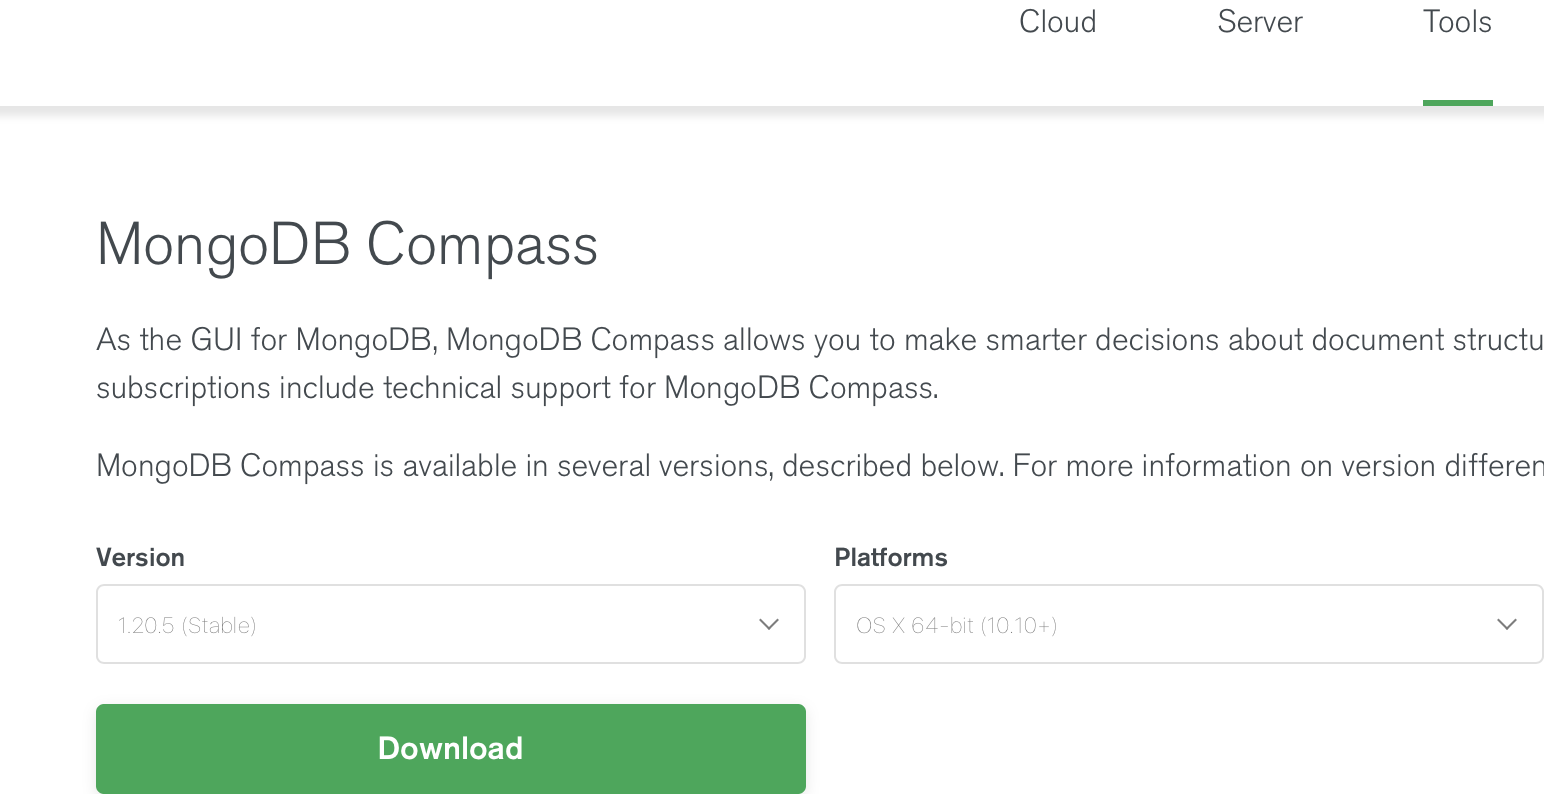 Cloud Server Tools
MongoDB Compass
As the GUI for MongoDB, MongoDB Compass allows you to make smarter decisions about document structu
subscriptions include technical support for MongoDB Compass.
MongoDB Compass is available in several versions, described below. For more information on version differen
Version Platforms
1.20.5 (Stable) OS X 64-bit (10.10+)
Download